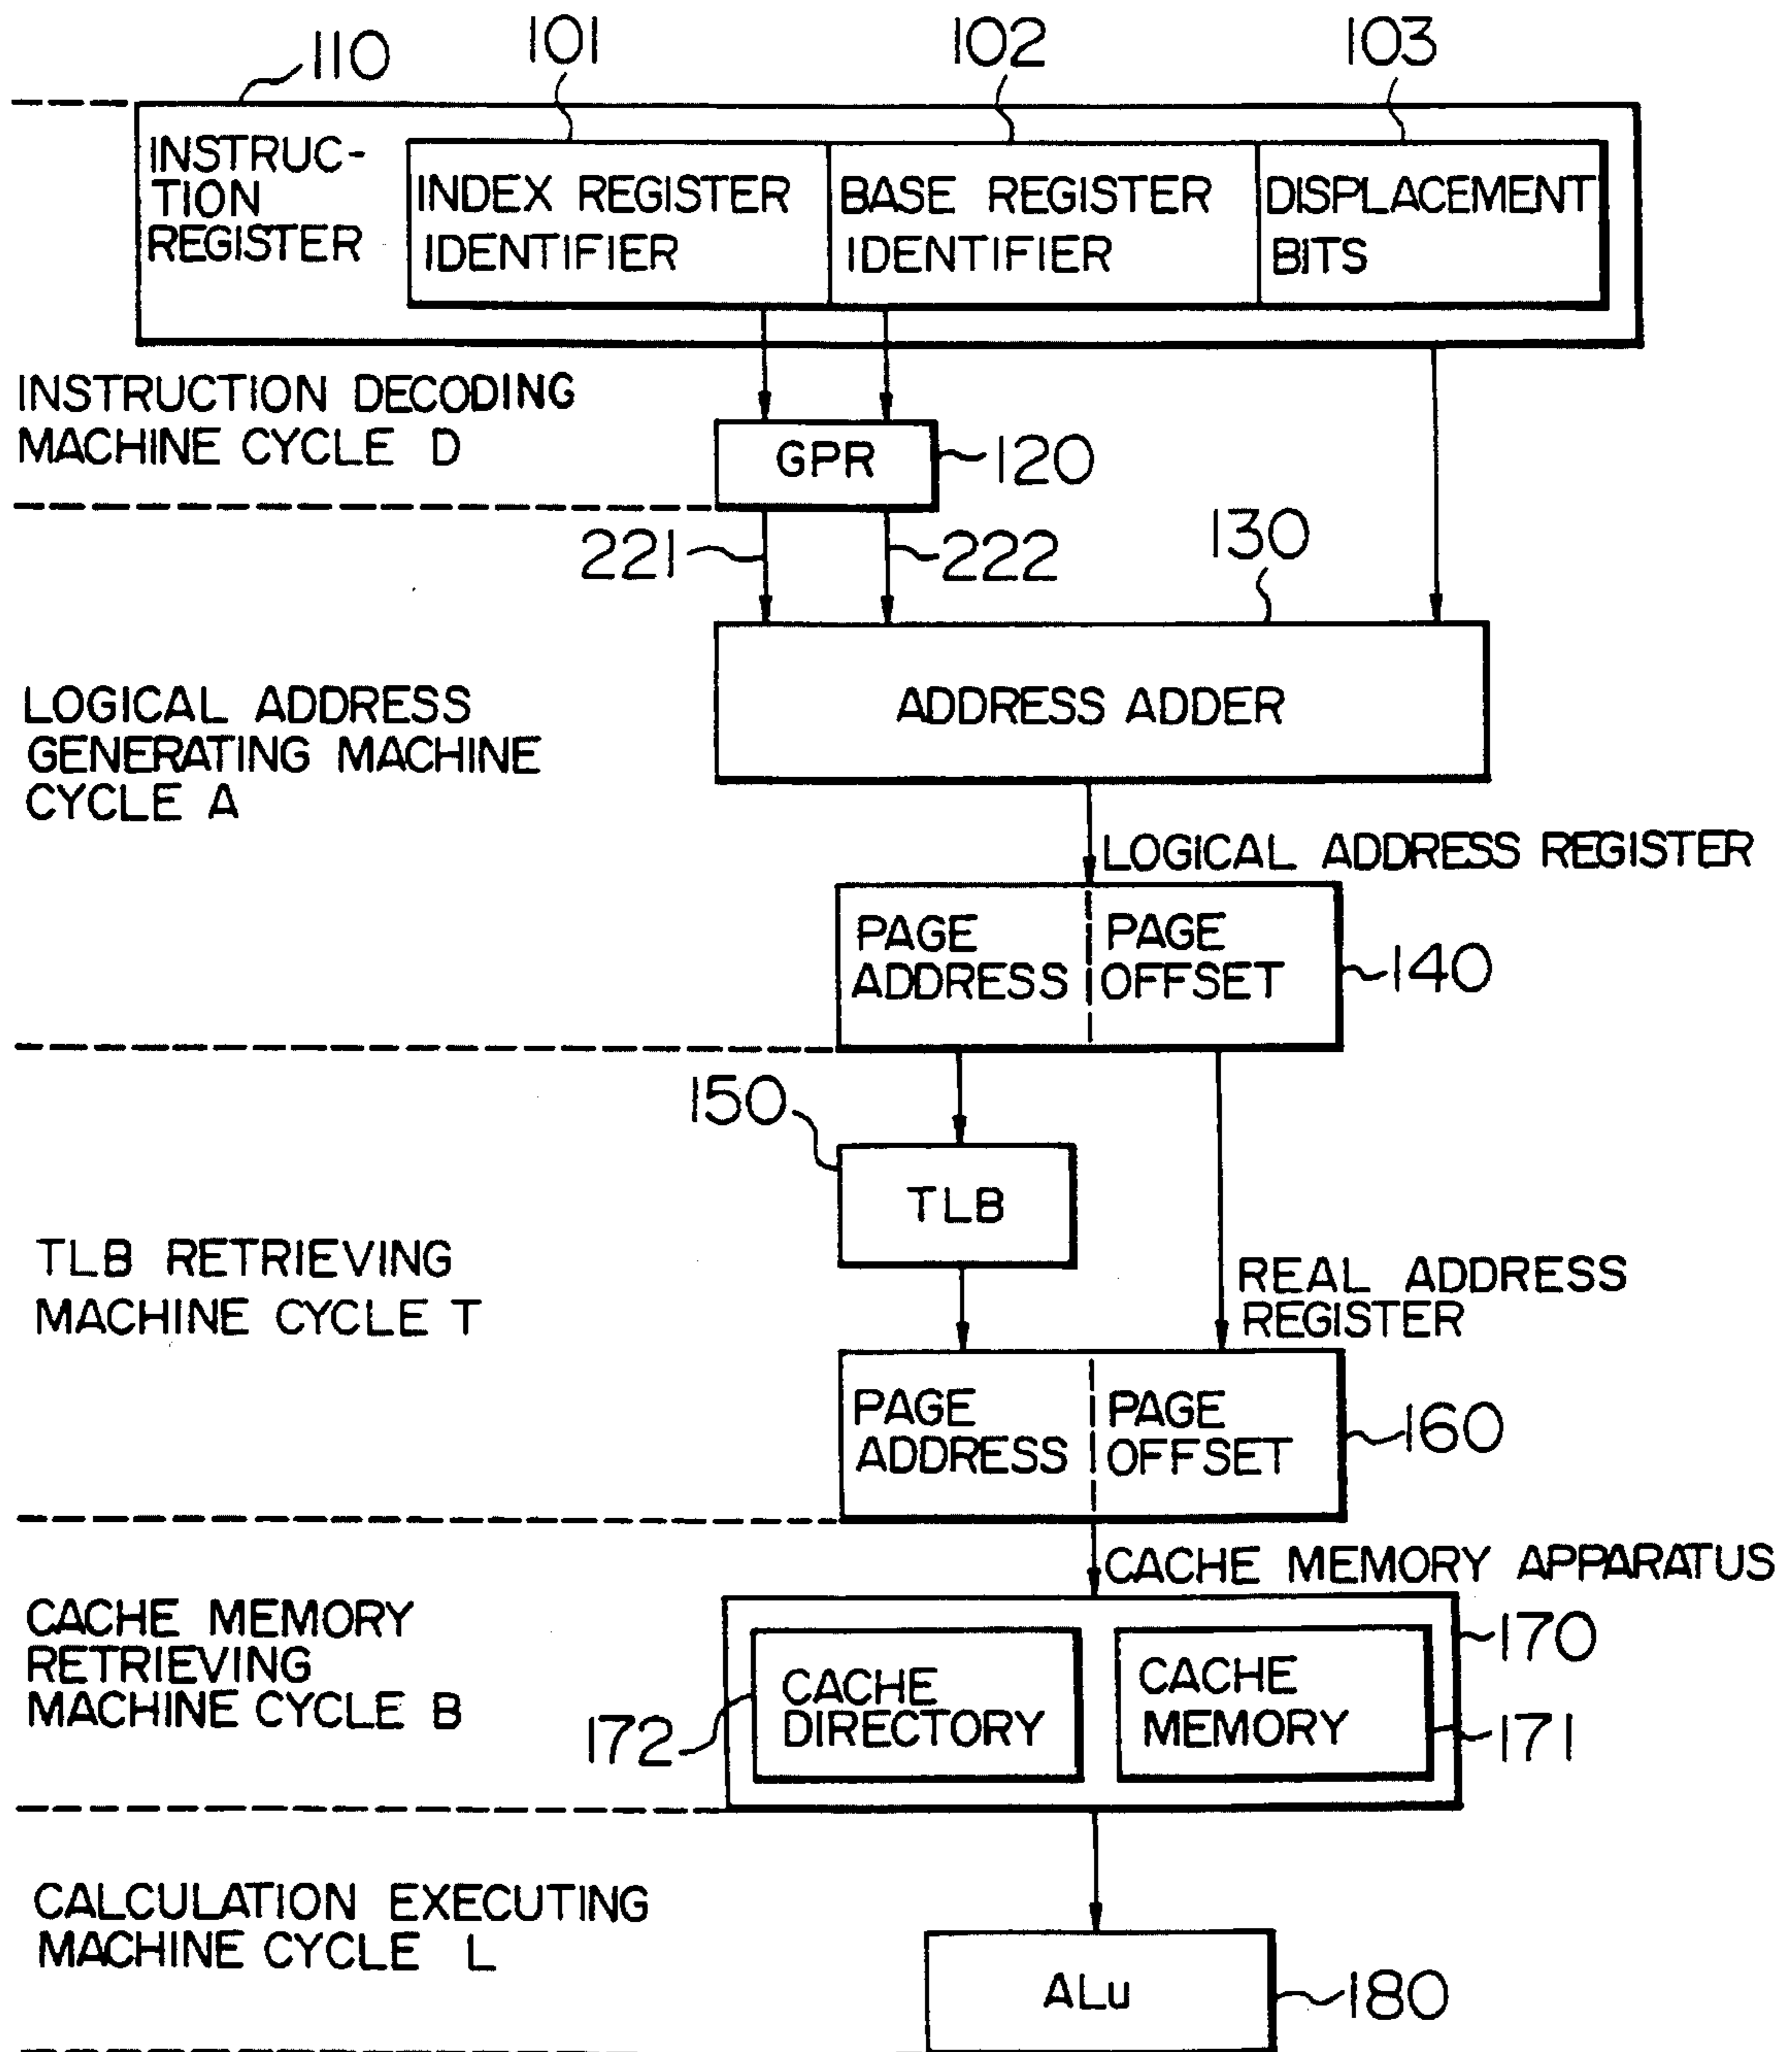 110
101
102
103
INSTRUC-
TION
REGISTER
INDEX REGISTER
IDENTIFIER
BASE REGISTER
IDENTIFIER
DISPLACEMENT
BITS
INSTRUCTION DECODING
MACHINE CYCLE D
GPR
120
221
222
130
LOGICAL ADDRESS
GENERATING MACHINE
CYCLE A
ADDRESS ADDER
LOGICAL ADDRESS REGISTER
PAGE
ADDRESS
PAGE
OFFSET
140
150
TLB
TLB RETRIEVING
MACHINE CYCLE T
REAL ADDRESS
REGISTER
PAGE
ADDRESS
PAGE
OFFSET
160
CACHE MEMORY APPARATUS
CACHE MEMORY
RETRIEVING
MACHINE CYCLE B
170
172
CACHE
DIRECTORY
CACHE
MEMORY
171
CALCULATION EXECUTING
MACHINE CYCLE L
ALu
180